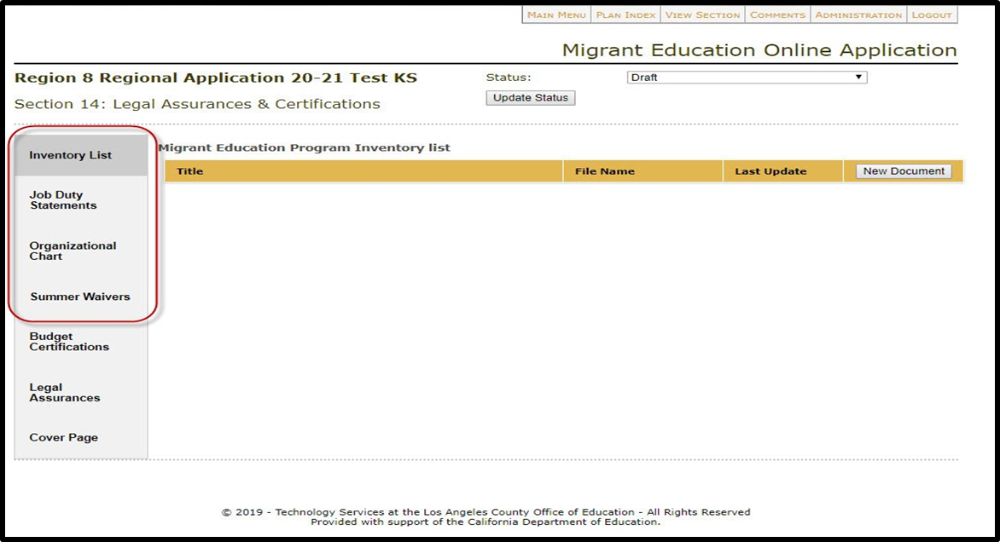 MAIN MENU PLAN INDEX VIEW SECTION COMMENTS ADMINISTRATION LOGOUT
Migrant Education Online Application
Region 8 Regional Application 20-21 Test KS
Status: Draft
Update Status
Section 14: Legal Assurances & Certifications
Inventory List
Job Duty
Statements
Organizational
Chart
Summer Waivers
Budget
Certifications
Legal
Assurances
Cover Page
Migrant Education Program Inventory list
Title File Name Last Update New Document
© 2019 - Technology Services at the Los Angeles County Office of Education - All Rights Reserved
Provided with support of the California Department of Education.